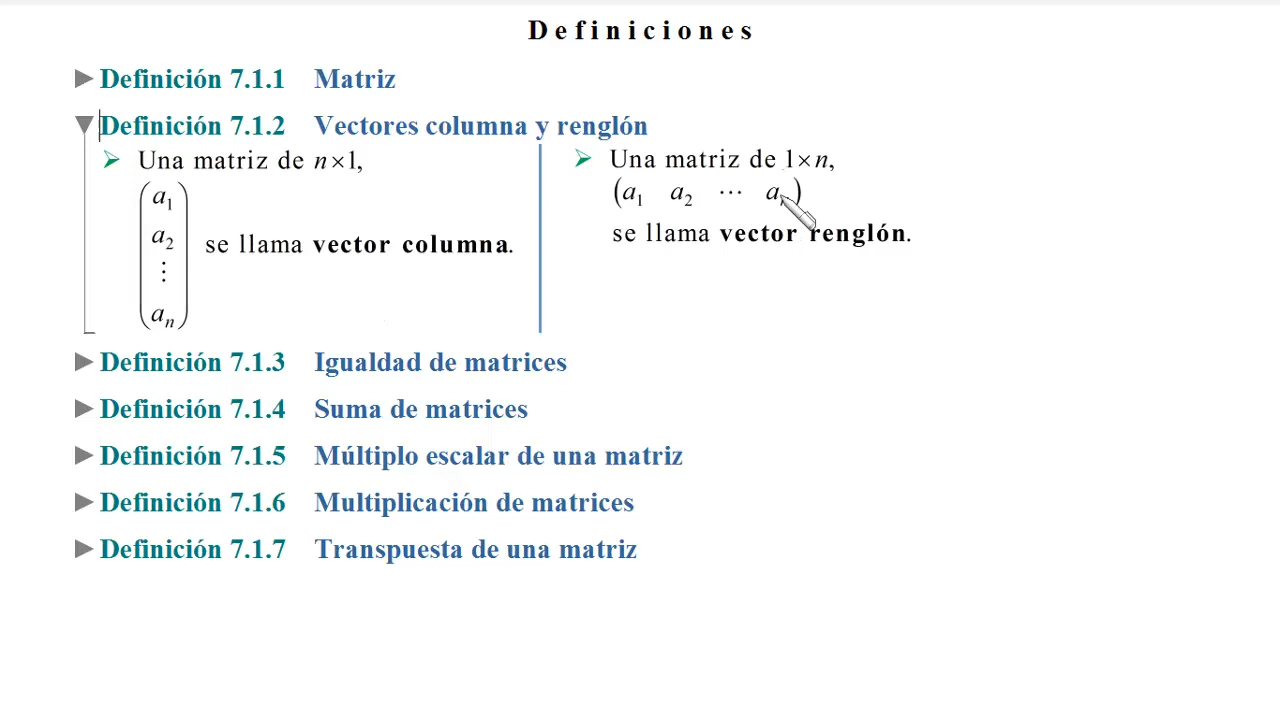 Definiciones
Definición 7.1.1 Matriz
Definición 7.1.2 Vectores columna y renglón
Una matriz de n×1,
a₁
a₂
⋮
aₙ
se llama vector columna.
Una matriz de 1×n,
(a₁ a₂ ⋯ aₙ)
se llama vector renglón.
Definición 7.1.3 Igualdad de matrices
Definición 7.1.4 Suma de matrices
Definición 7.1.5 Múltiplo escalar de una matriz
Definición 7.1.6 Multiplicación de matrices
Definición 7.1.7 Transpuesta de una matriz